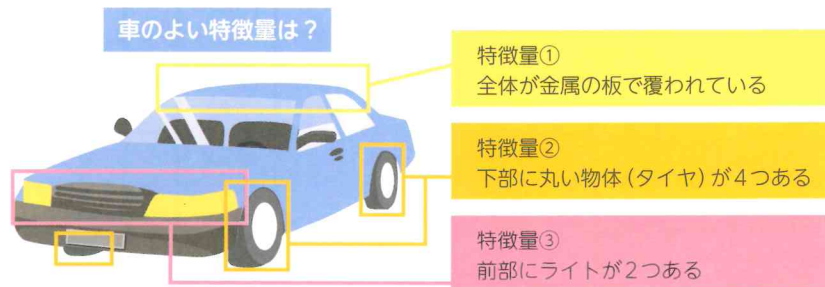 車のよい特徴量は？
特徴量①
全体が金属の板で覆われている
特徴量②
下部に丸い物体（タイヤ）が４つある
特徴量③
前部にライトが２つある